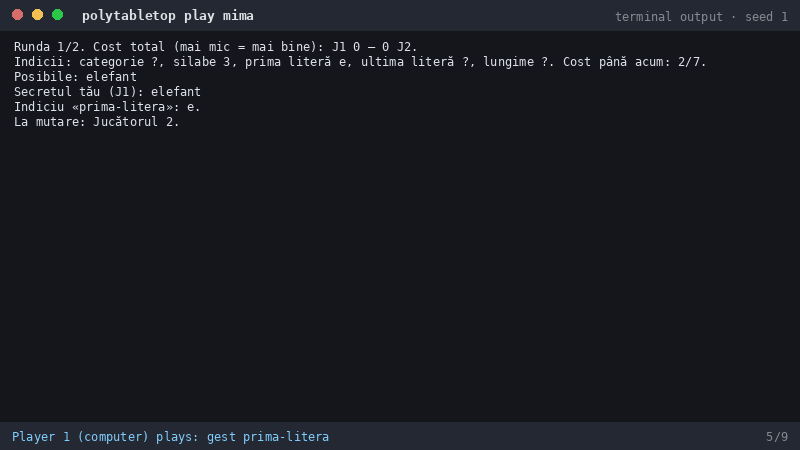 polytabletop play mima
terminal output · seed 1
Runda 1/2. Cost total (mai mic = mai bine): J1 0 — 0 J2.
Indicii: categorie ?, silabe 3, prima literă e, ultima literă ?, lungime ?. Cost până acum: 2/7.
Posibile: elefant
Secretul tău (J1): elefant
Indiciu «prima-litera»: e.
La mutare: Jucătorul 2.
Player 1 (computer) plays: gest prima-litera
5/9